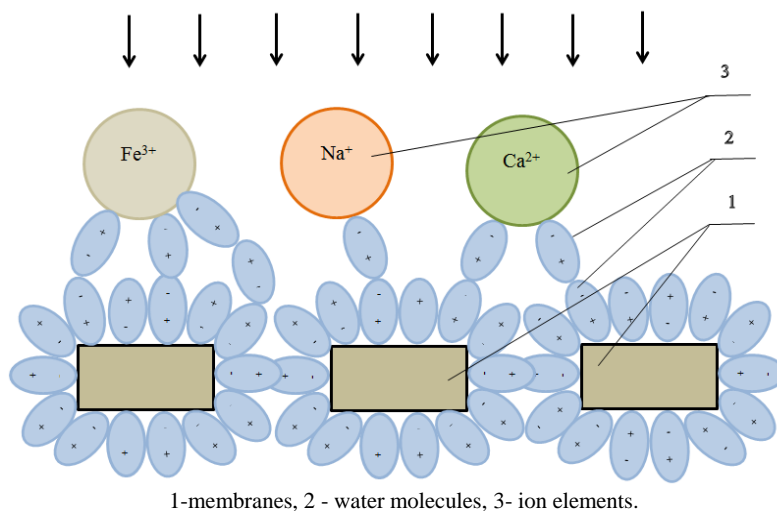 3
Fe³⁺ Na⁺ Ca²⁺
2
1
1-membranes, 2 - water molecules, 3- ion elements.